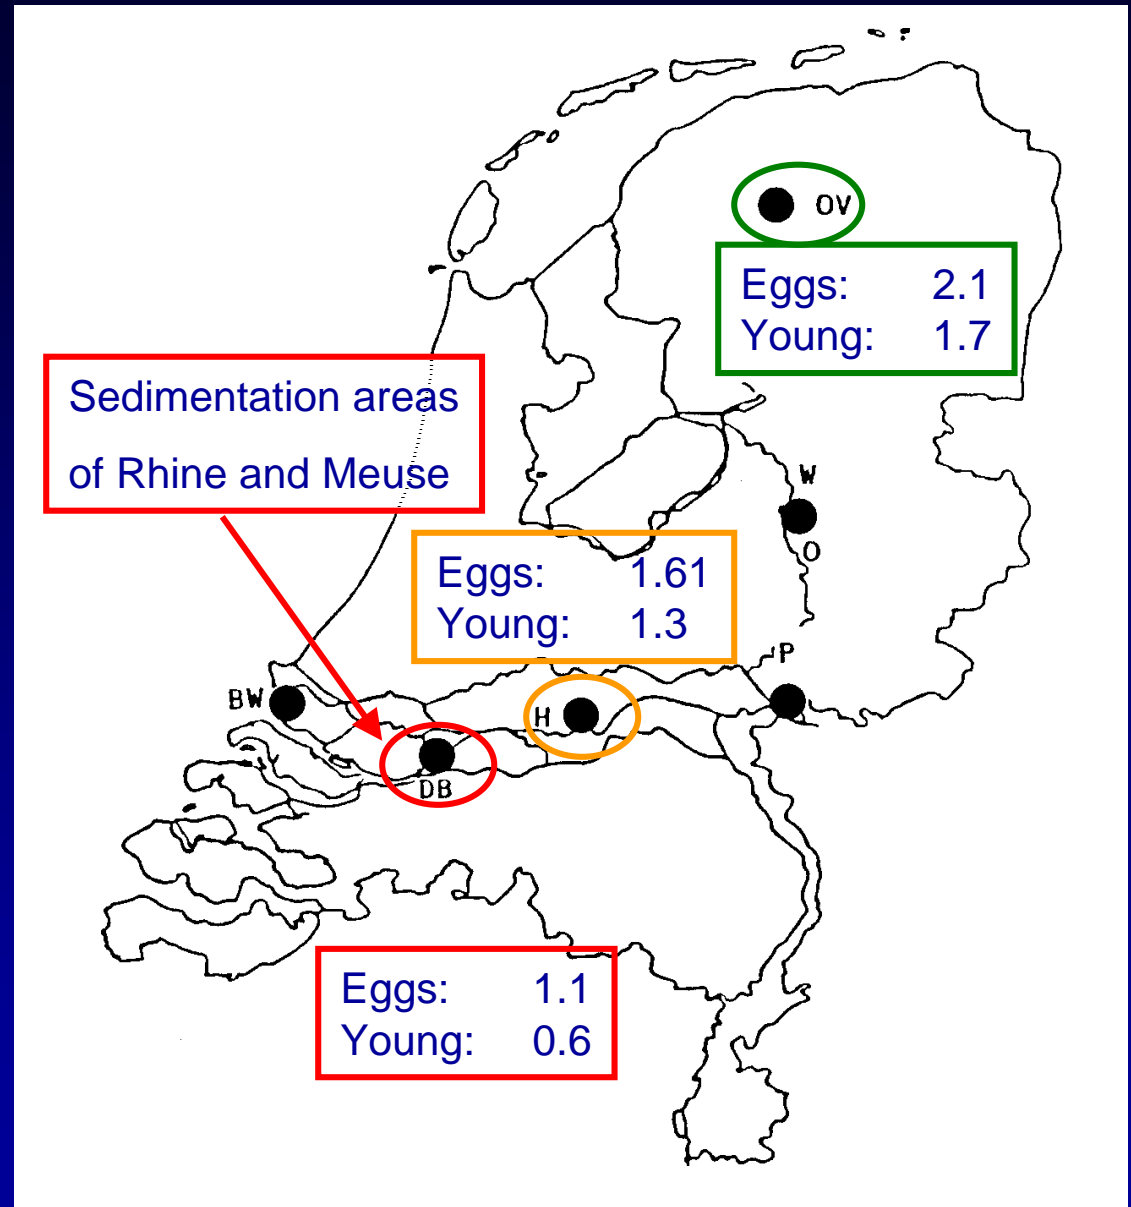 OV
Eggs: 2.1
Young: 1.7
Sedimentation areas
of Rhine and Meuse
W
O
Eggs: 1.61
Young: 1.3
P
BW
H
DB
Eggs: 1.1
Young: 0.6